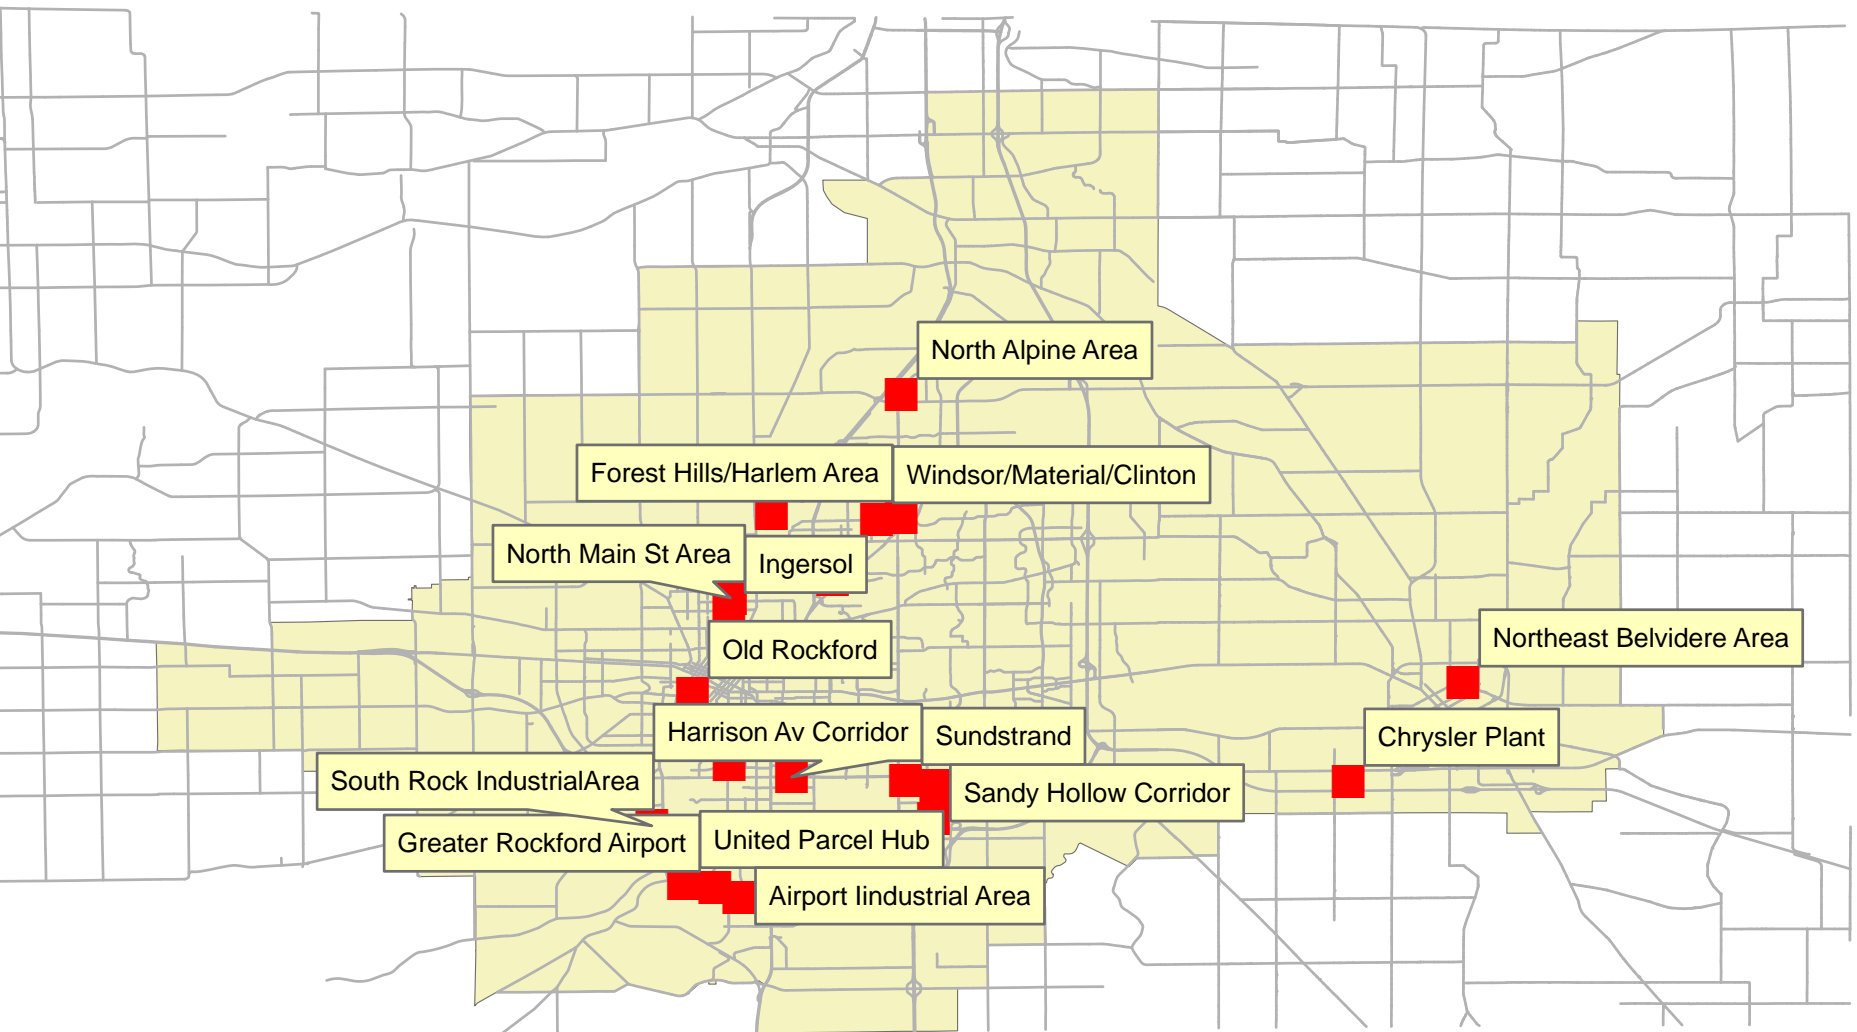 North Alpine Area
Forest Hills/Harlem Area
Windsor/Material/Clinton
North Main St Area
Ingersol
Old Rockford
Northeast Belvidere Area
Harrison Av Corridor
Sundstrand
Chrysler Plant
South Rock IndustrialArea
Sandy Hollow Corridor
Greater Rockford Airport
United Parcel Hub
Airport Iindustrial Area